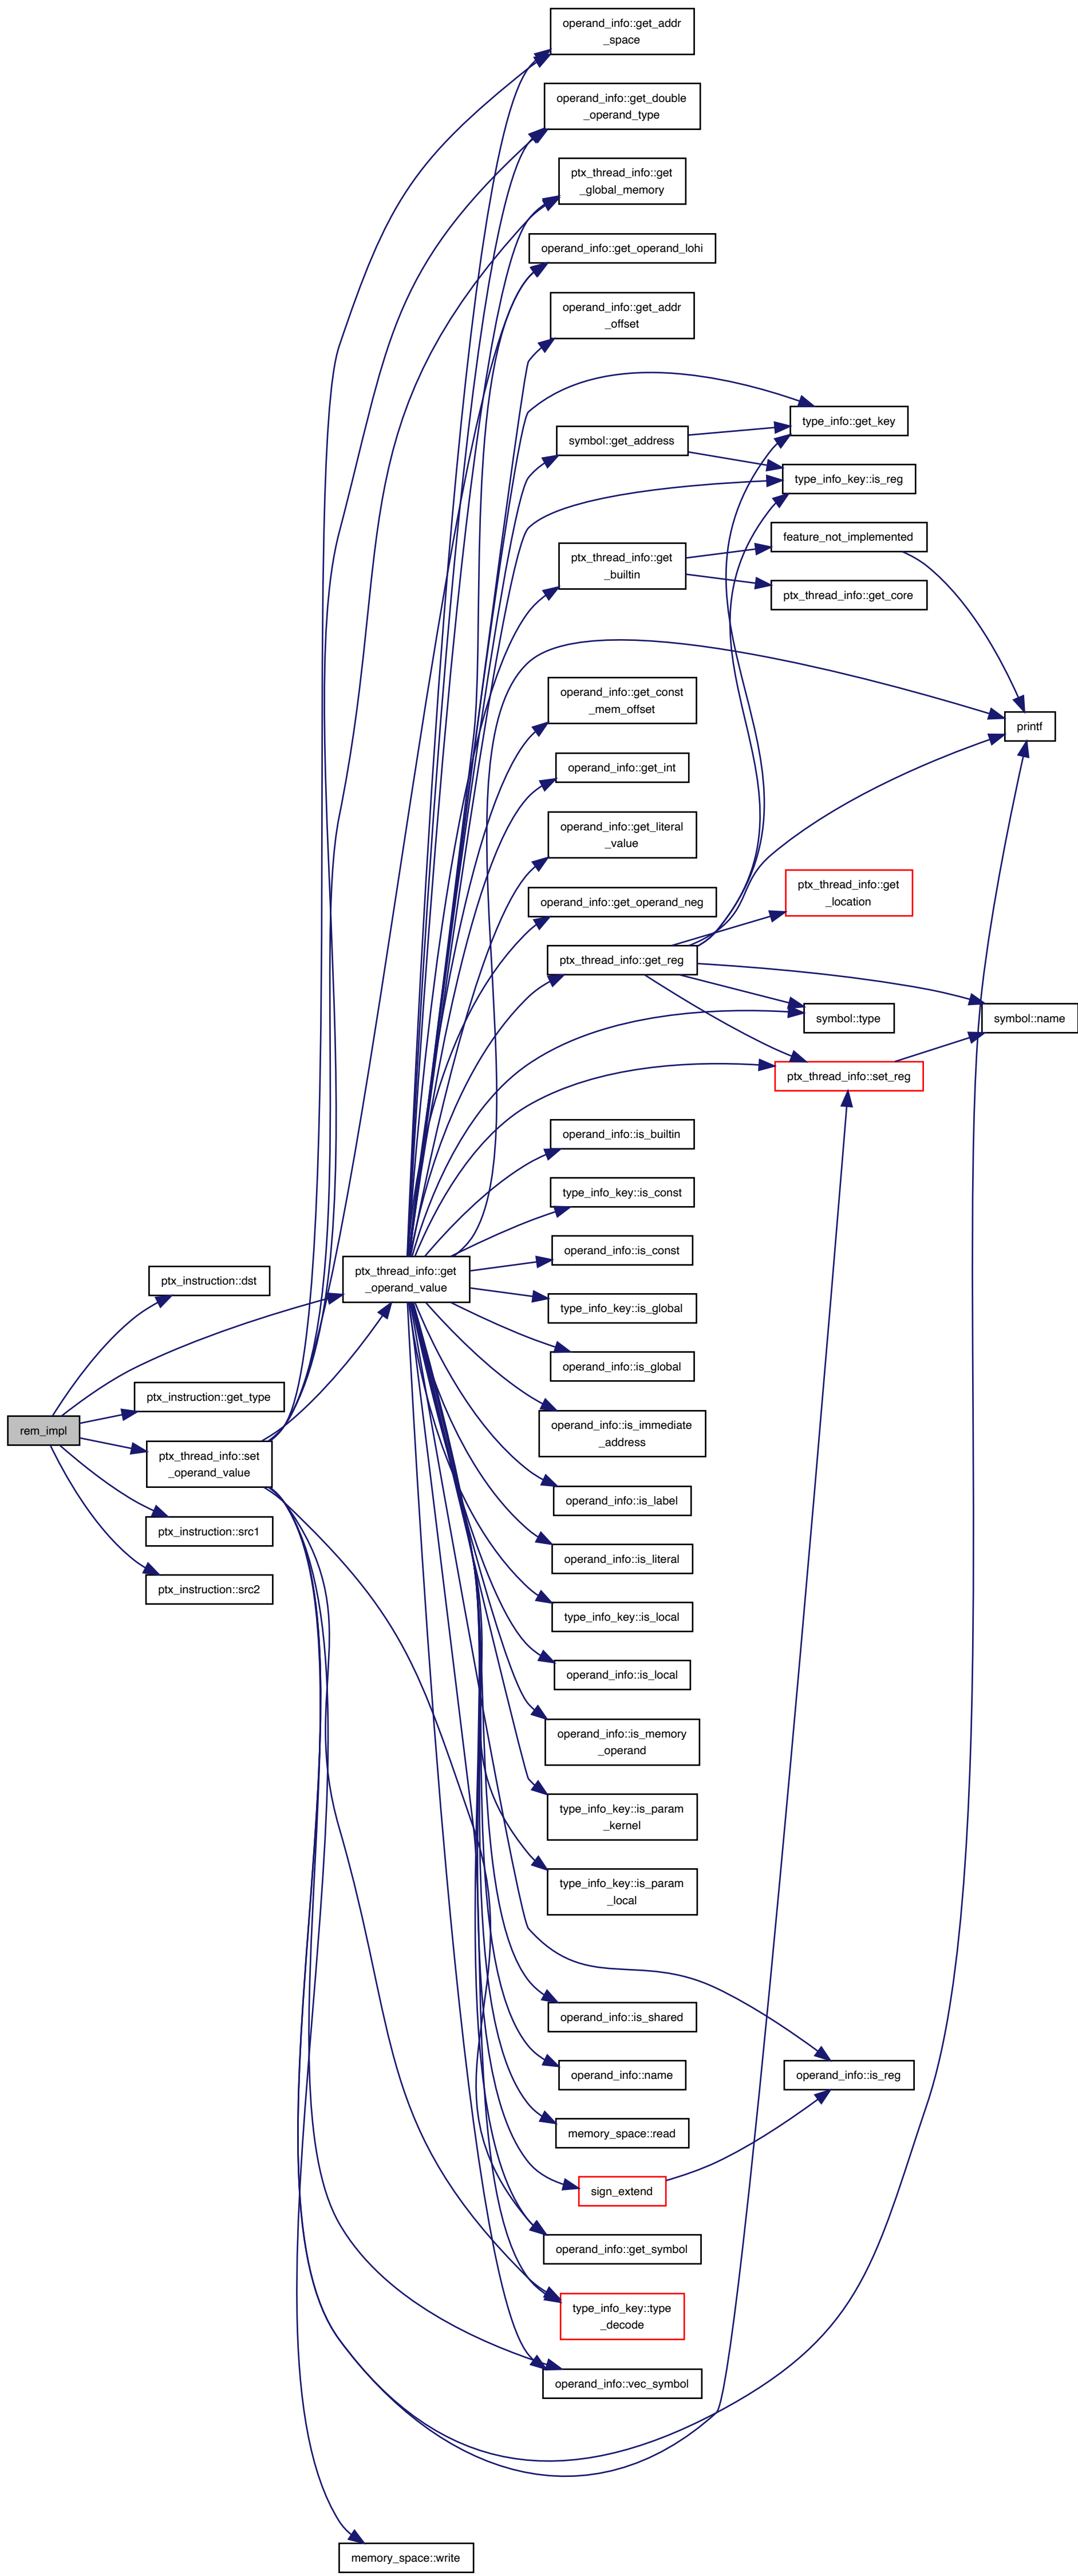 operand_info::get_addr
_space
operand_info::get_double
_operand_type
ptx_thread_info::get
_global_memory
operand_info::get_operand_lohi
operand_info::get_addr
_offset
type_info::get_key
symbol::get_address
type_info_key::is_reg
feature_not_implemented
ptx_thread_info::get
_builtin
ptx_thread_info::get_core
operand_info::get_const
_mem_offset
printf
operand_info::get_int
operand_info::get_literal
_value
ptx_thread_info::get
_location
operand_info::get_operand_neg
ptx_thread_info::get_reg
symbol::type
symbol::name
ptx_thread_info::set_reg
operand_info::is_builtin
type_info_key::is_const
operand_info::is_const
ptx_thread_info::get
_operand_value
ptx_instruction::dst
type_info_key::is_global
operand_info::is_global
ptx_instruction::get_type
rem_impl
operand_info::is_immediate
_address
ptx_thread_info::set
_operand_value
operand_info::is_label
ptx_instruction::src1
operand_info::is_literal
ptx_instruction::src2
type_info_key::is_local
operand_info::is_local
operand_info::is_memory
_operand
type_info_key::is_param
_kernel
type_info_key::is_param
_local
operand_info::is_shared
operand_info::name
operand_info::is_reg
memory_space::read
sign_extend
operand_info::get_symbol
type_info_key::type
_decode
operand_info::vec_symbol
memory_space::write